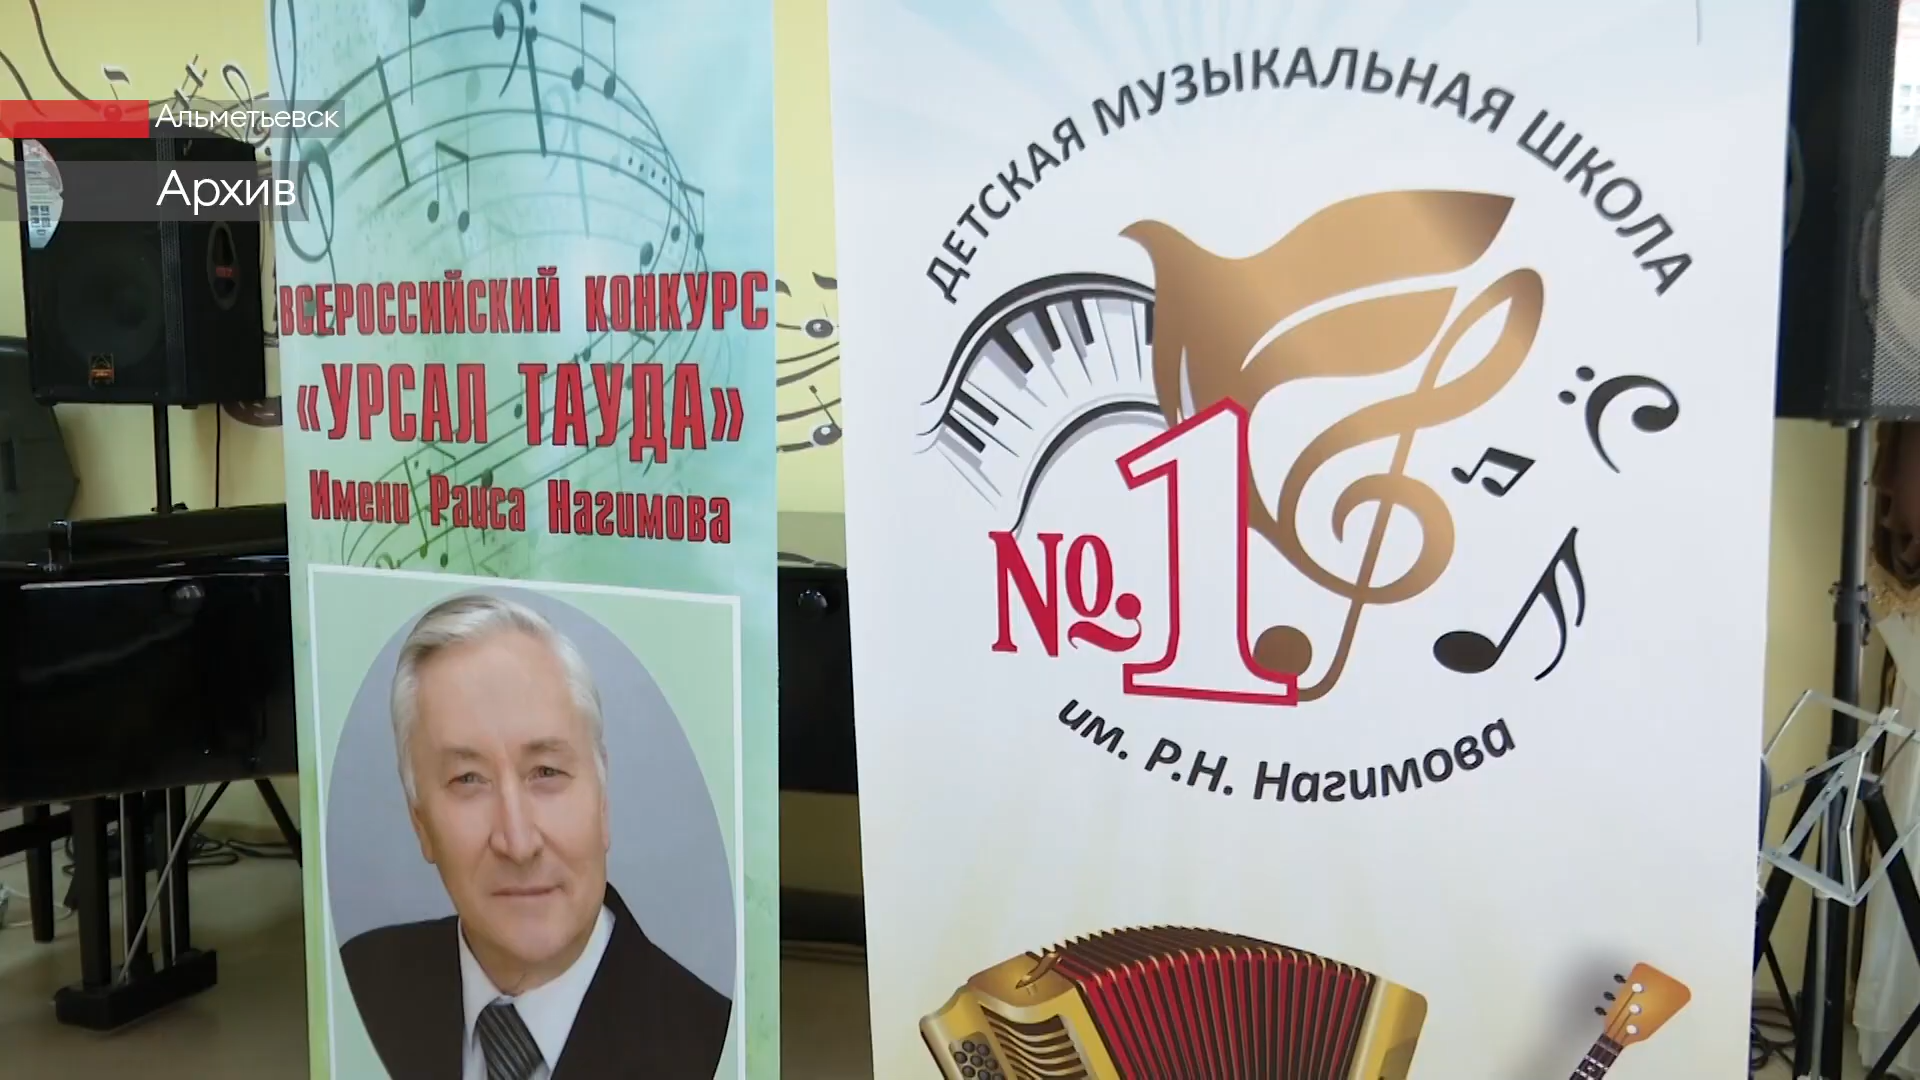 Альметьевск
Архив
ВСЕРОССИЙСКИЙ КОНКУРС
«УРСАЛ ТАУДА»
Имени Раиса Нагимова
ДЕТСКАЯ МУЗЫКАЛЬНАЯ ШКОЛА
№1
им. Р.Н. Нагимова